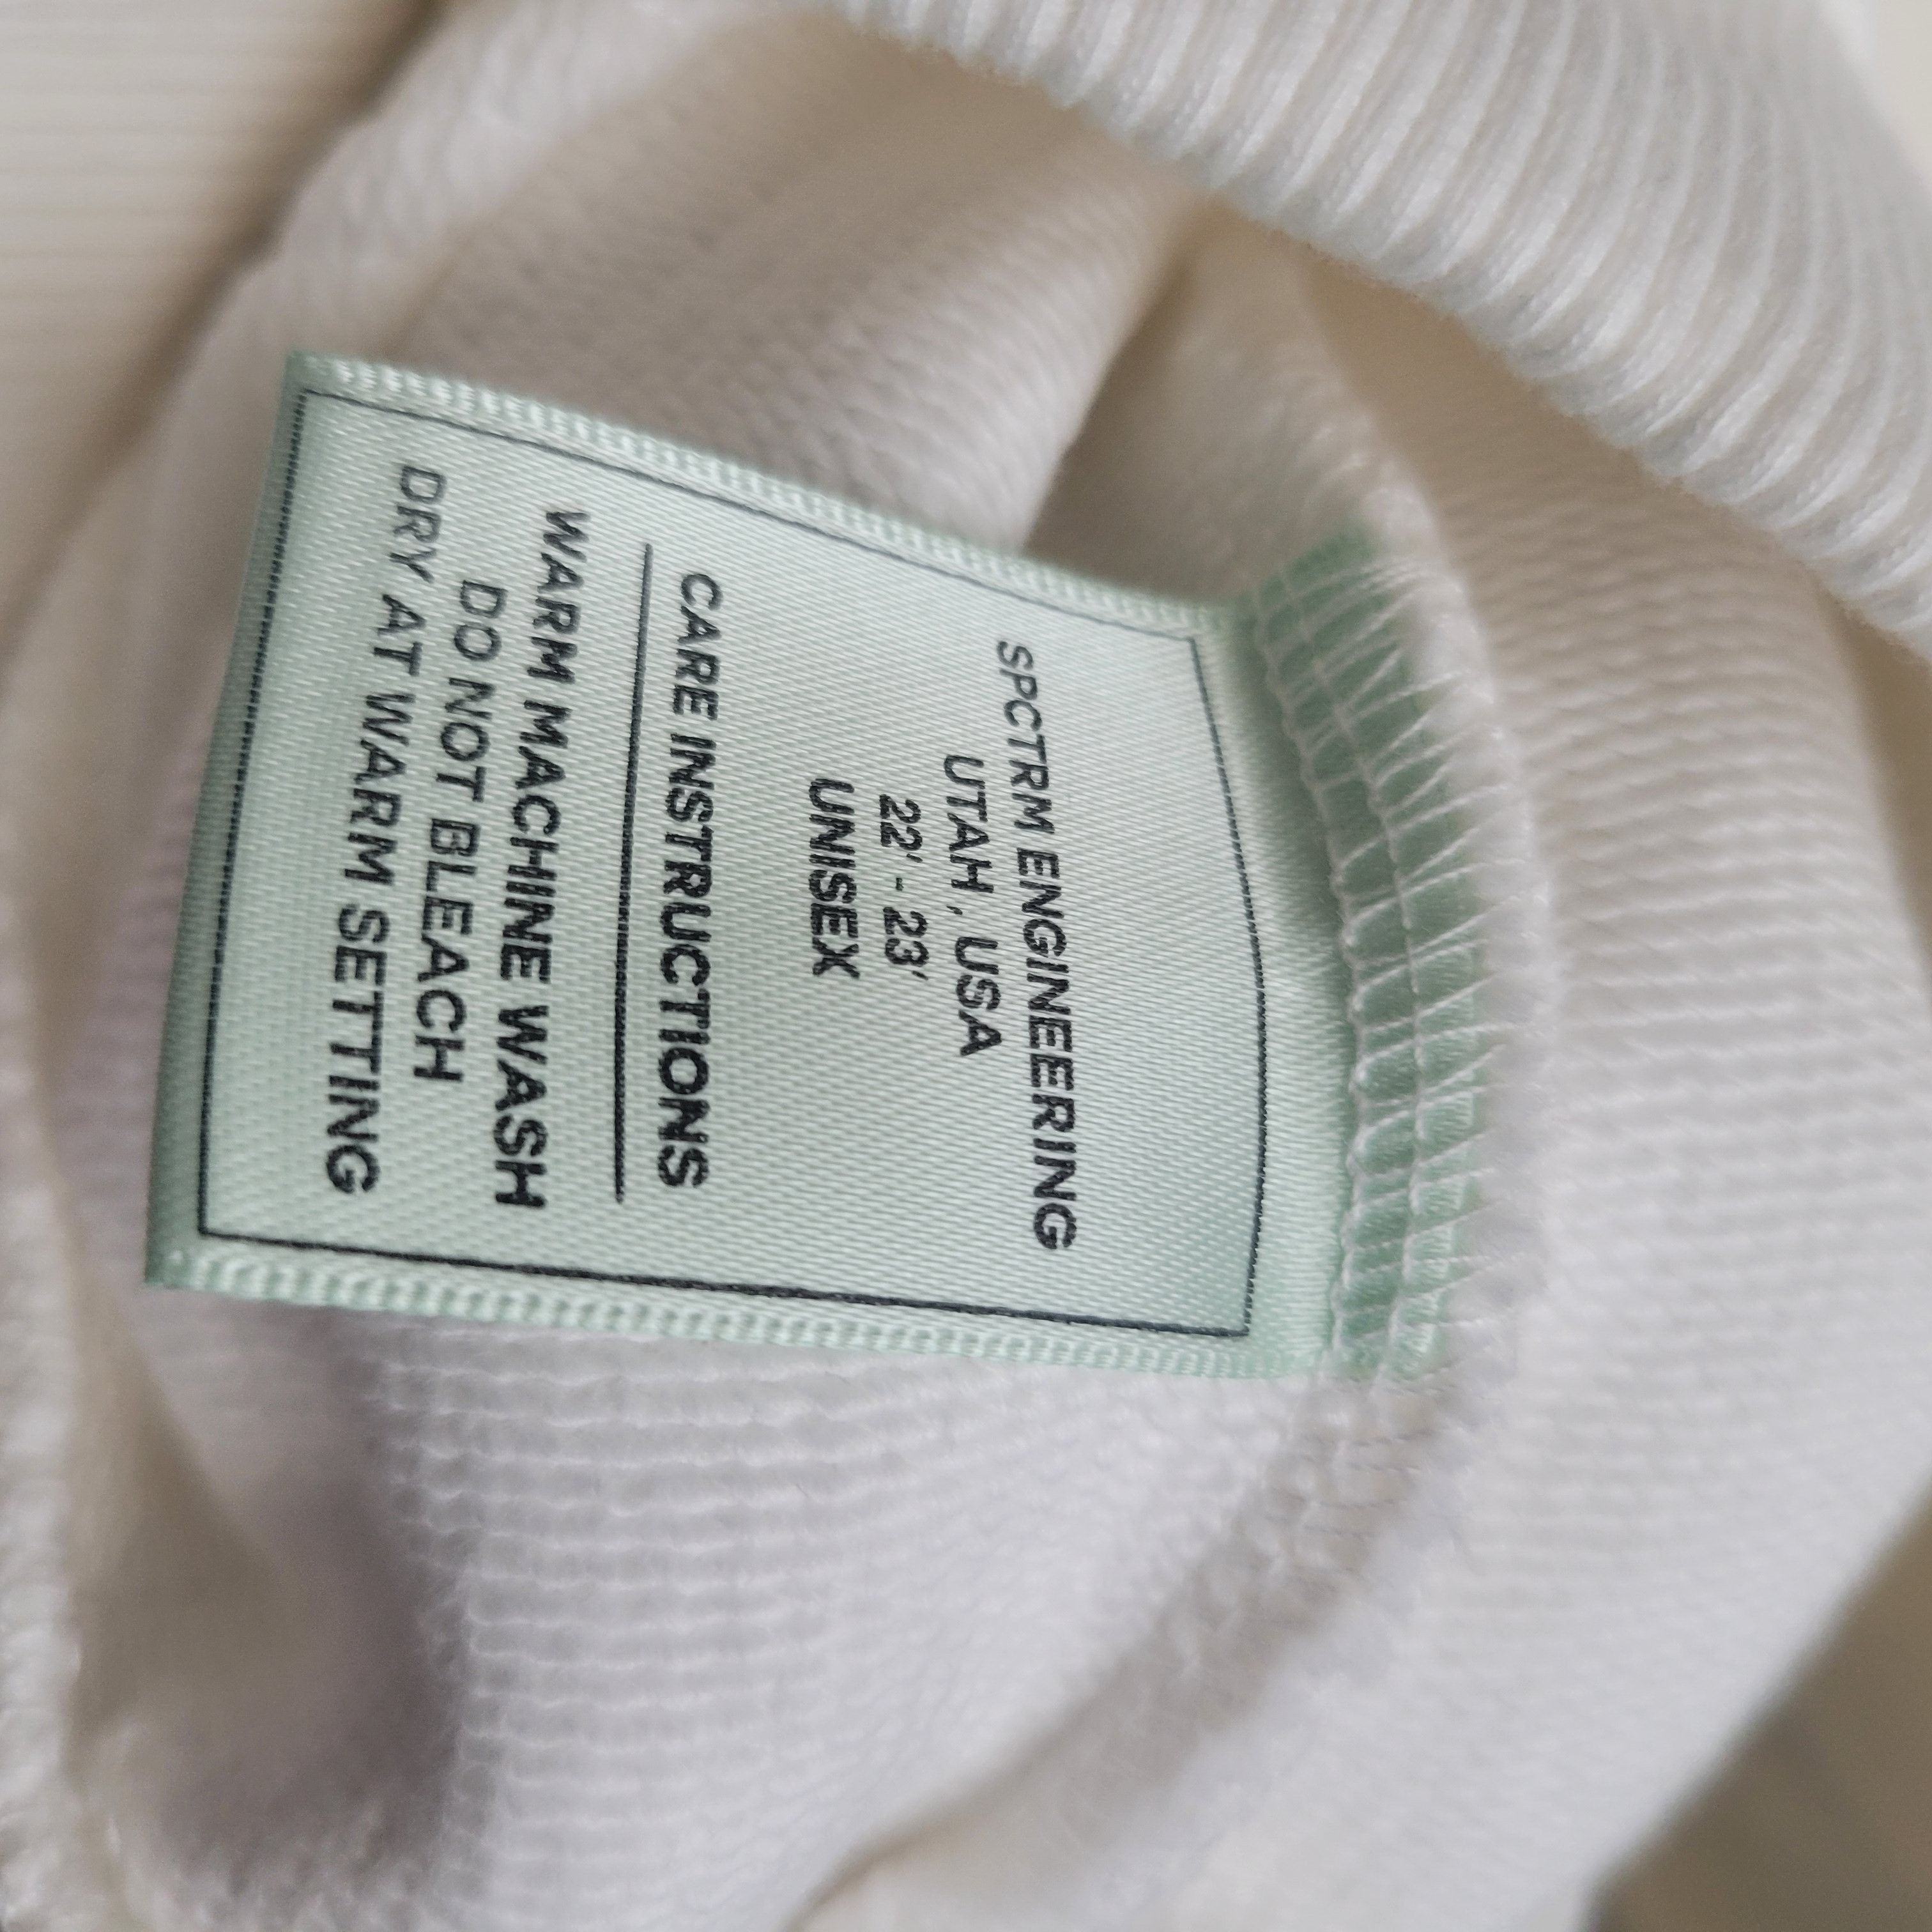 SPCTRM ENGINEERING
UTAH, USA
22' - 23'
UNISEX
CARE INSTRUCTIONS
WARM MACHINE WASH
DO NOT BLEACH
DRY AT WARM SETTING